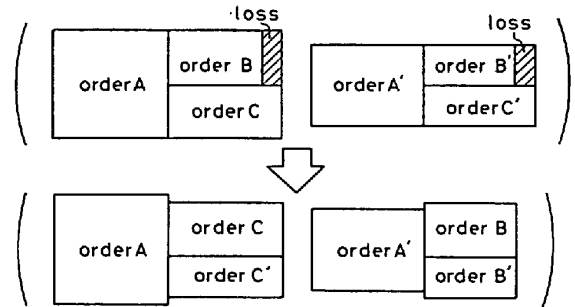 loss
loss
order A
order B
order C
order A'
order B'
order C'
order A
order C
order C'
order A'
order B
order B'